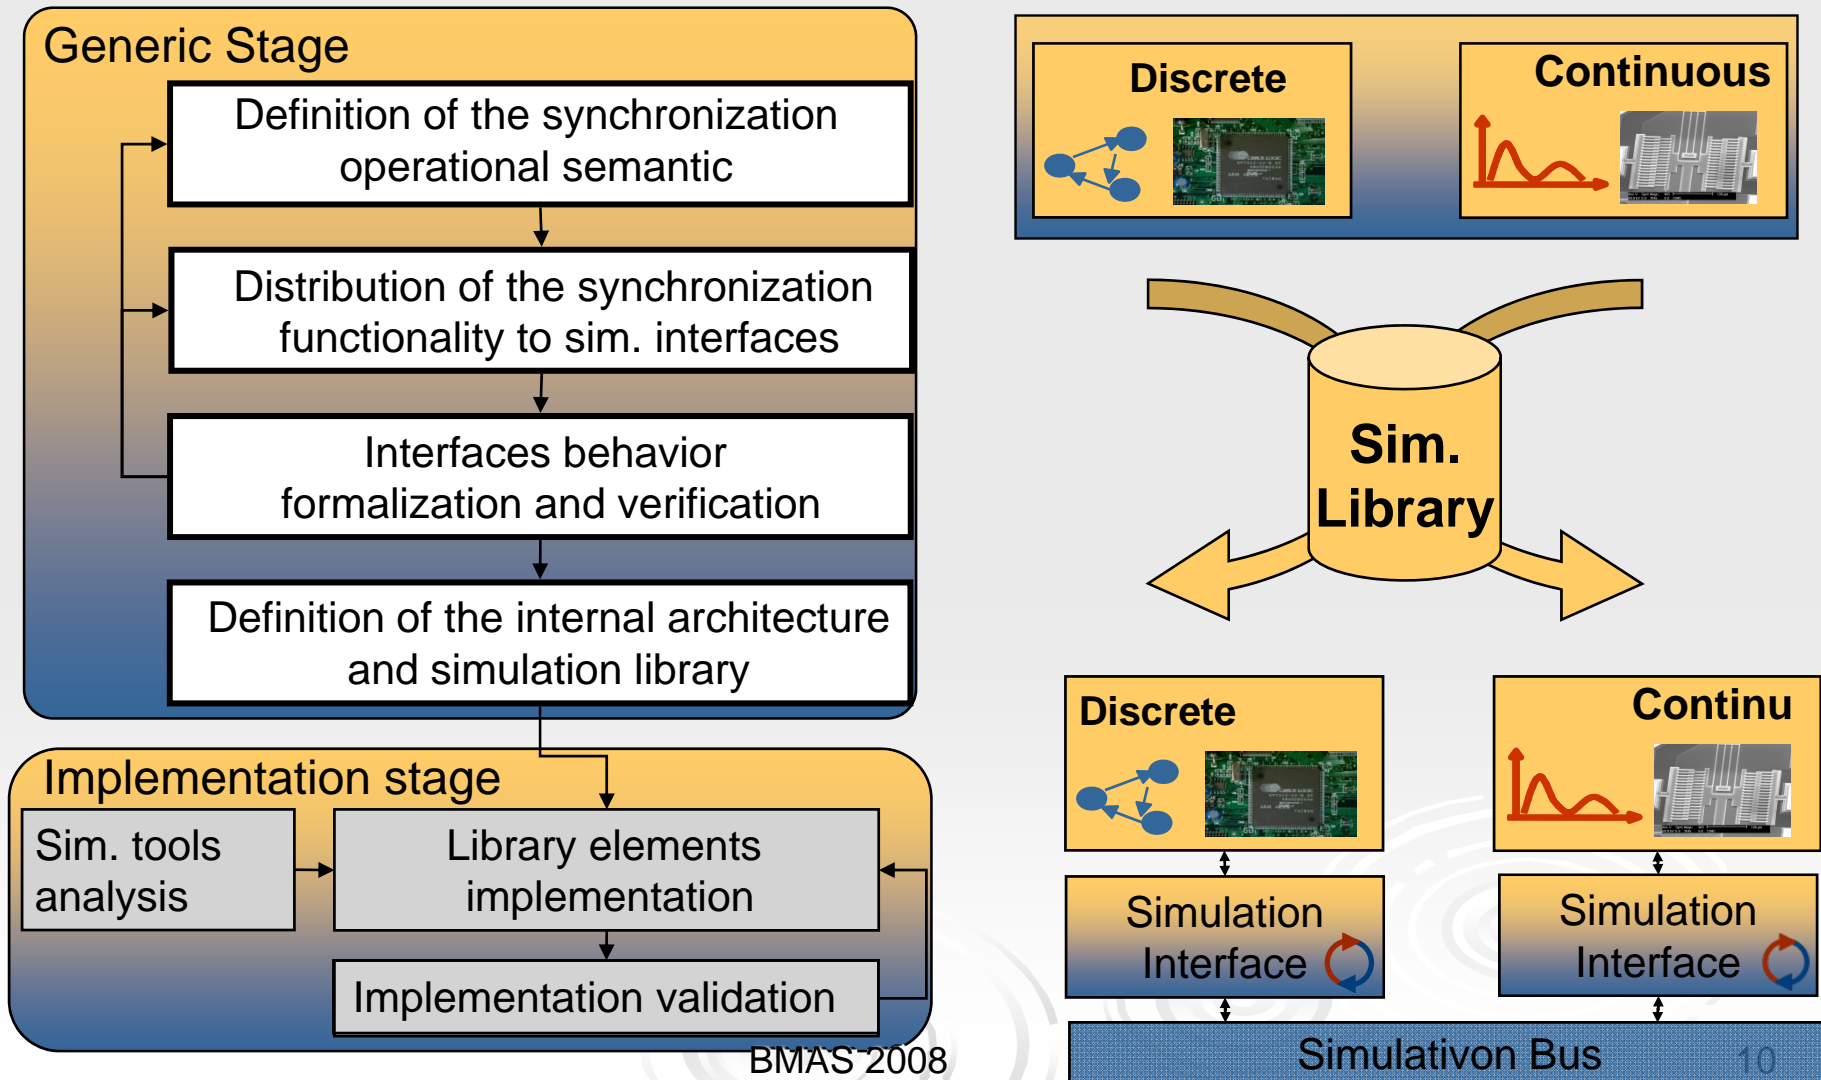 Generic Stage
Definition of the synchronization
operational semantic
Distribution of the synchronization
functionality to sim. interfaces
Interfaces behavior
formalization and verification
Definition of the internal architecture
and simulation library
Implementation stage
Sim. tools
analysis
Library elements
implementation
Implementation validation
BMAS 2008
Discrete
Continuous
Sim.
Library
Discrete
Continu
Simulation
Interface
Simulation
Interface
Simulativon Bus
10